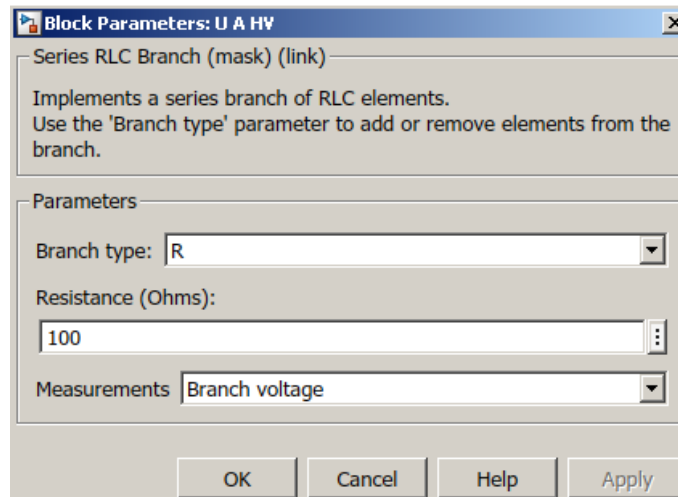 Block Parameters: U A HV
Series RLC Branch (mask) (link)
Implements a series branch of RLC elements.
Use the 'Branch type' parameter to add or remove elements from the
branch.
Parameters
Branch type: R
Resistance (Ohms):
100
Measurements Branch voltage
OK Cancel Help Apply